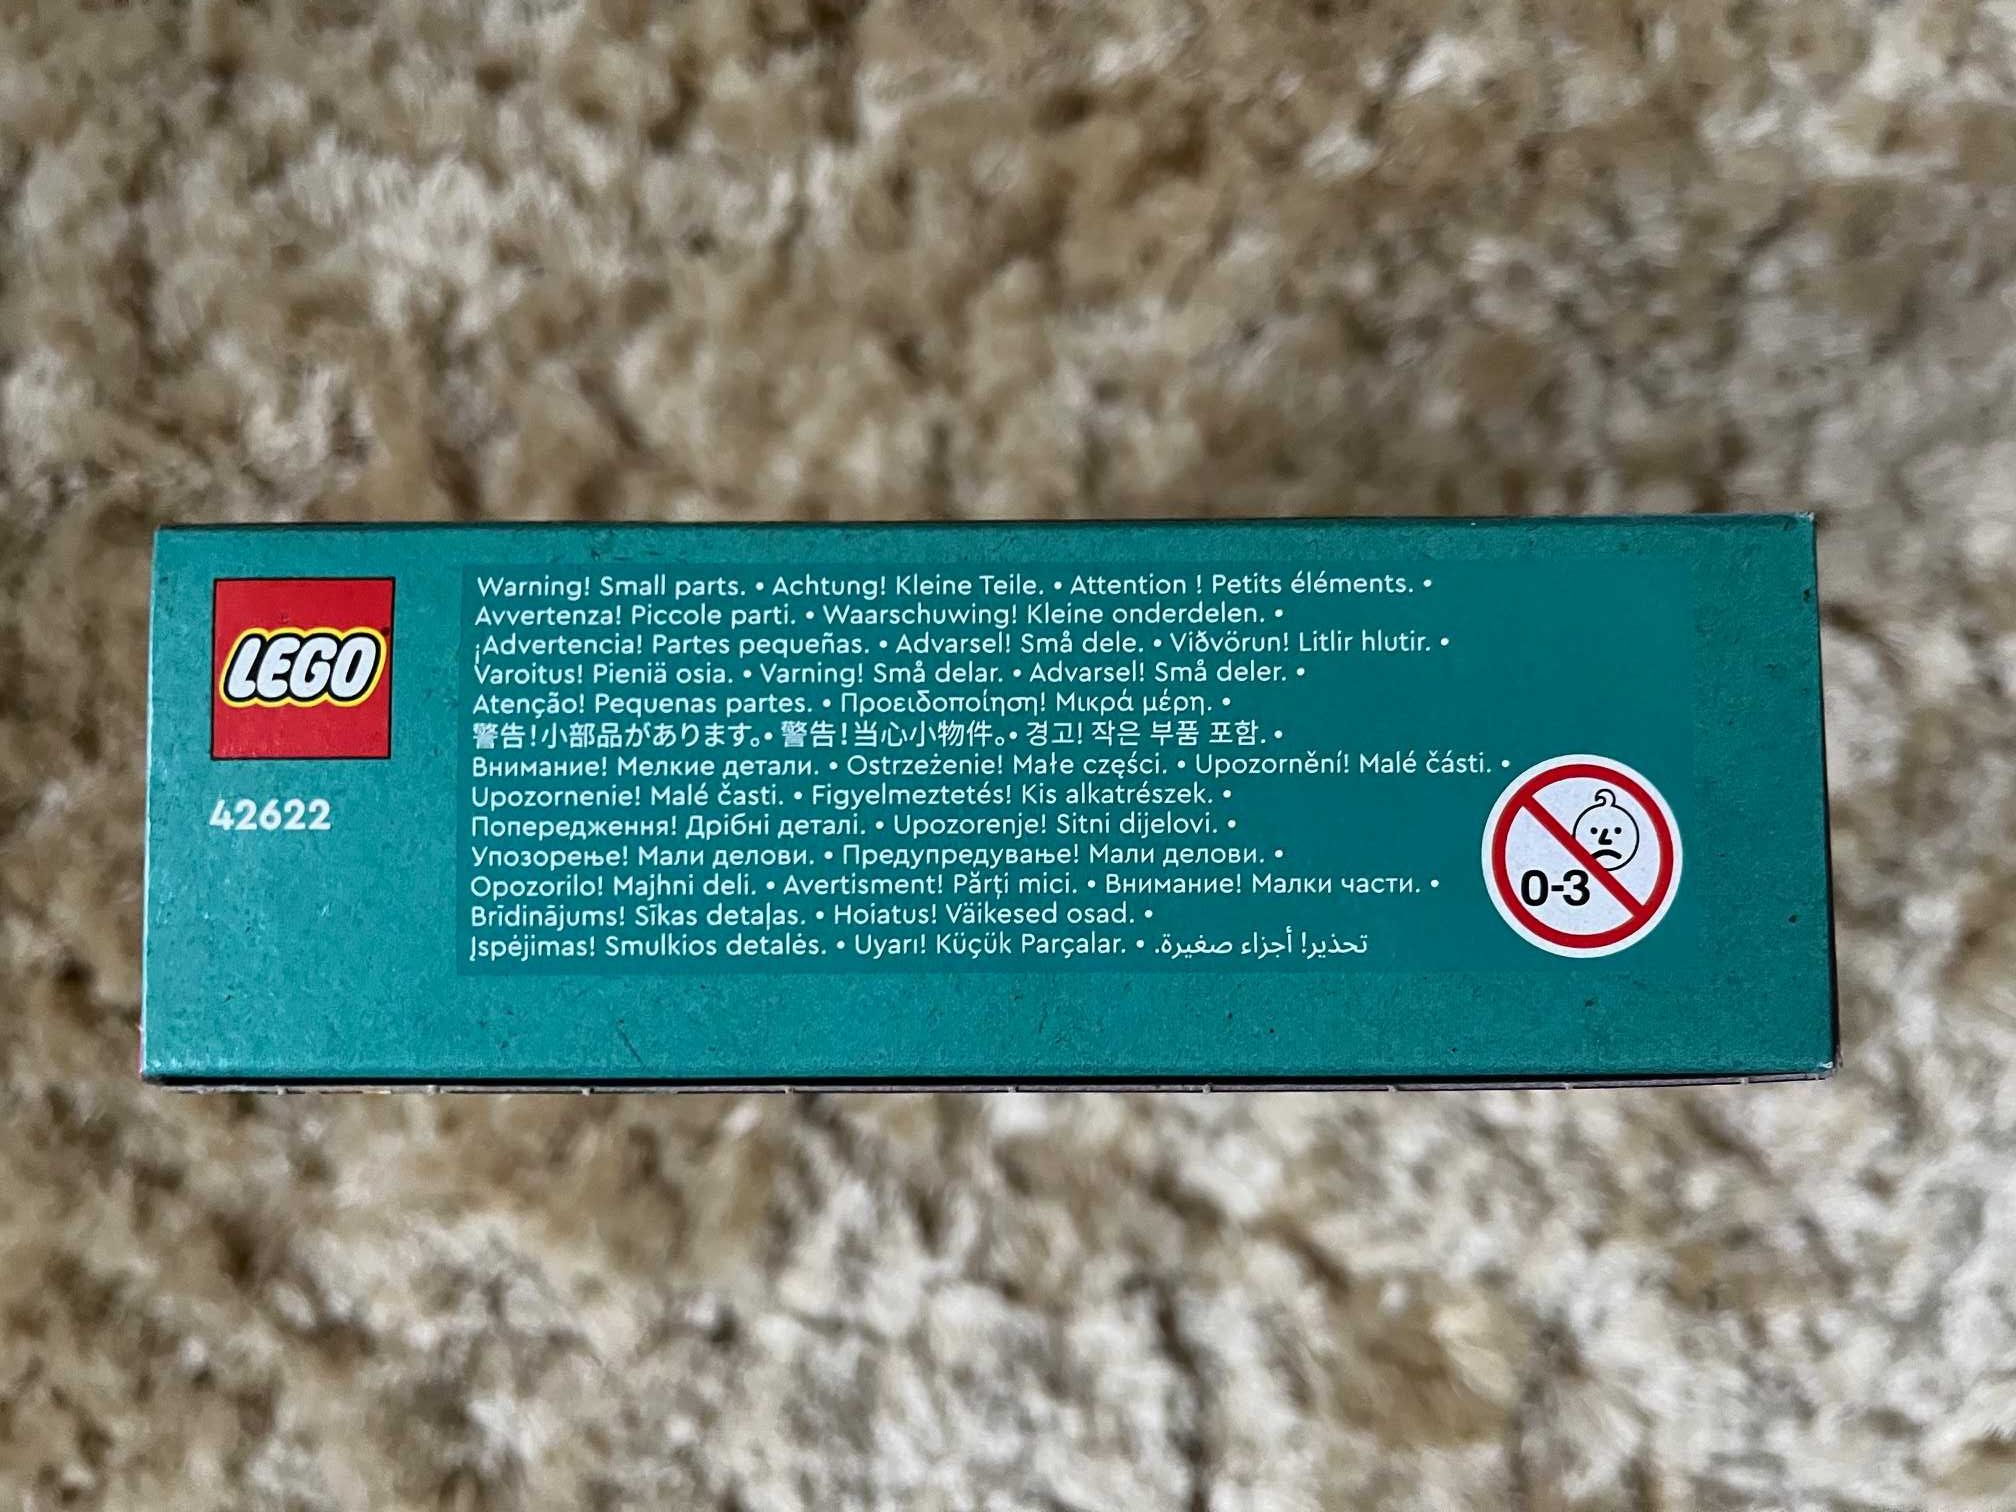 LEGO
42622
Warning! Small parts. • Achtung! Kleine Teile. • Attention ! Petits éléments. •
Avvertenza! Piccole parti. • Waarschuwing! Kleine onderdelen. •
¡Advertencia! Partes pequeñas. • Advarsel! Små dele. • Viðvörun! Litlir hlutir. •
Varoitus! Pieniä osia. • Varning! Små delar. • Advarsel! Små deler. •
Atenção! Pequenas partes. • Προειδοποίηση! Μικρά μέρη. •
警告！小部品があります。• 警告！当心小物件。• 경고! 작은 부품 포함. •
Внимание! Мелкие детали. • Ostrzeżenie! Małe części. • Upozornění! Malé části. •
Upozornenie! Malé časti. • Figyelmeztetés! Kis alkatrészek. •
Попередження! Дрібні деталі. • Upozorenje! Sitni dijelovi. •
Упозорење! Мали делови. • Предупредување! Мали делови. •
Opozorilo! Majhni deli. • Avertisment! Părți mici. • Внимание! Малки части. •
Brīdinājums! Sīkas detaļas. • Hoiatus! Väikesed osad. •
Įspėjimas! Smulkios detalės. • Uyarı! Küçük Parçalar. • تحذير! أجزاء صغيرة.
0-3